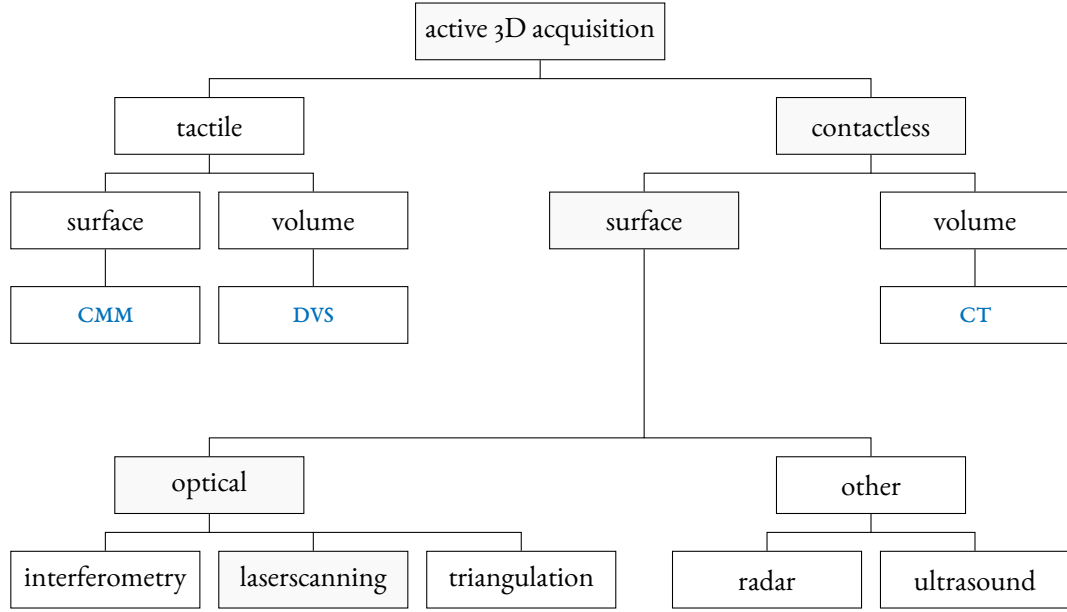 active 3D acquisition
tactile
contactless
surface
volume
surface
volume
CMM
DVS
CT
optical
other
interferometry
laserscanning
triangulation
radar
ultrasound